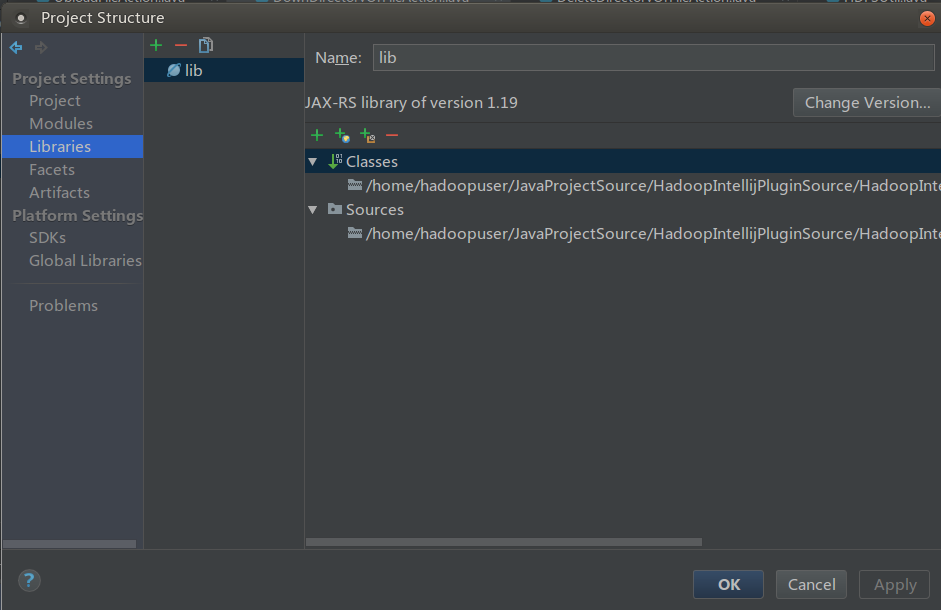 Project Structure
Project Settings
Project
Modules
Libraries
Facets
Artifacts
Platform Settings
SDKs
Global Libraries
Problems
lib
Name: lib
JAX-RS library of version 1.19
Change Version...
Classes
/home/hadoopuser/JavaProjectSource/HadoopIntellijPluginSource/HadoopInte
Sources
/home/hadoopuser/JavaProjectSource/HadoopIntellijPluginSource/HadoopInte
?
OK
Cancel
Apply